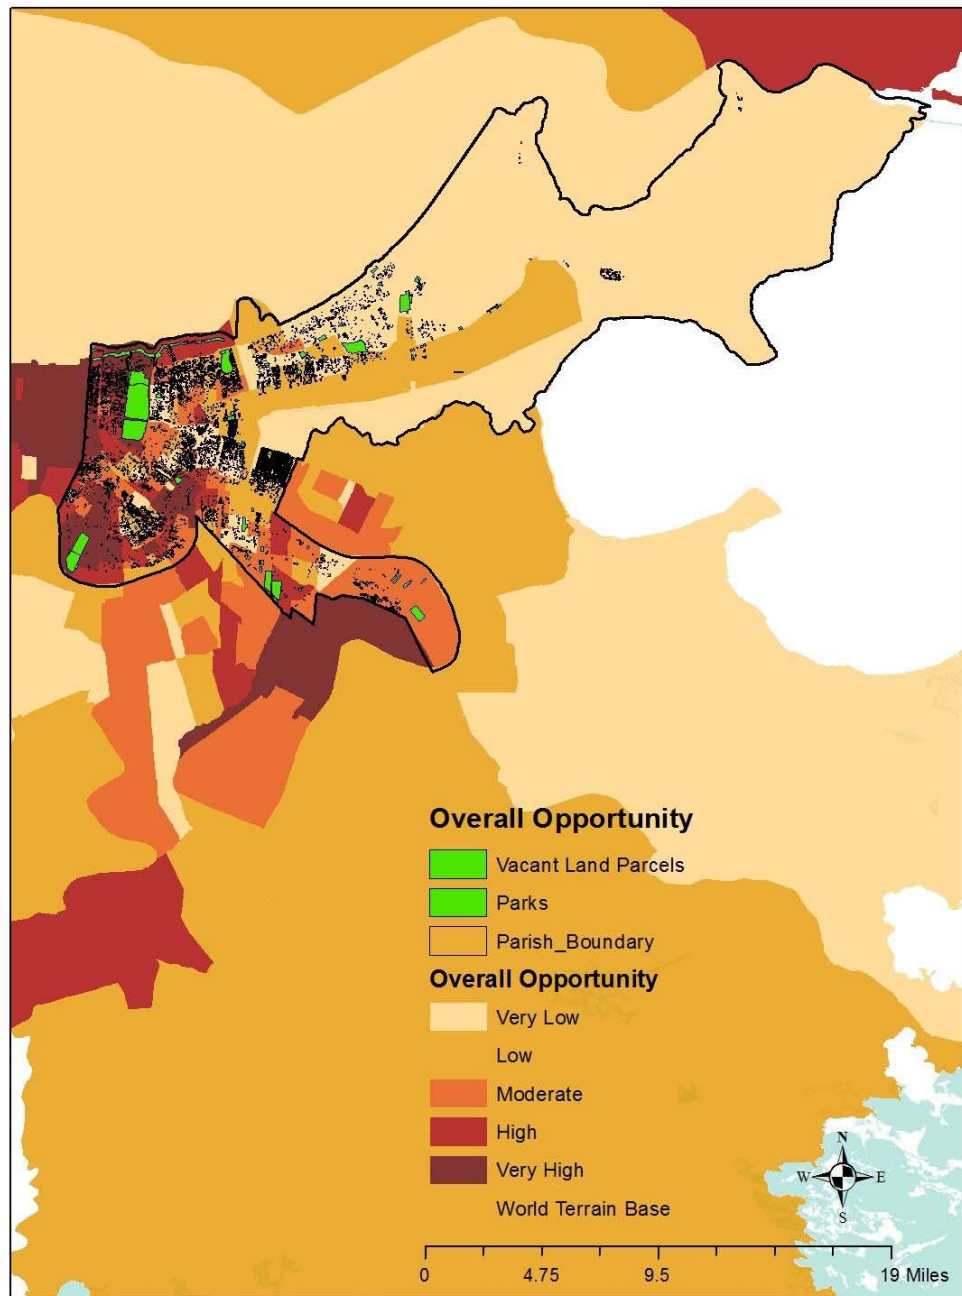 Overall Opportunity
Vacant Land Parcels
Parks
Parish_Boundary
Overall Opportunity
Very Low
Low
Moderate
High
Very High
World Terrain Base
N
W E
S
0 4.75 9.5 19 Miles